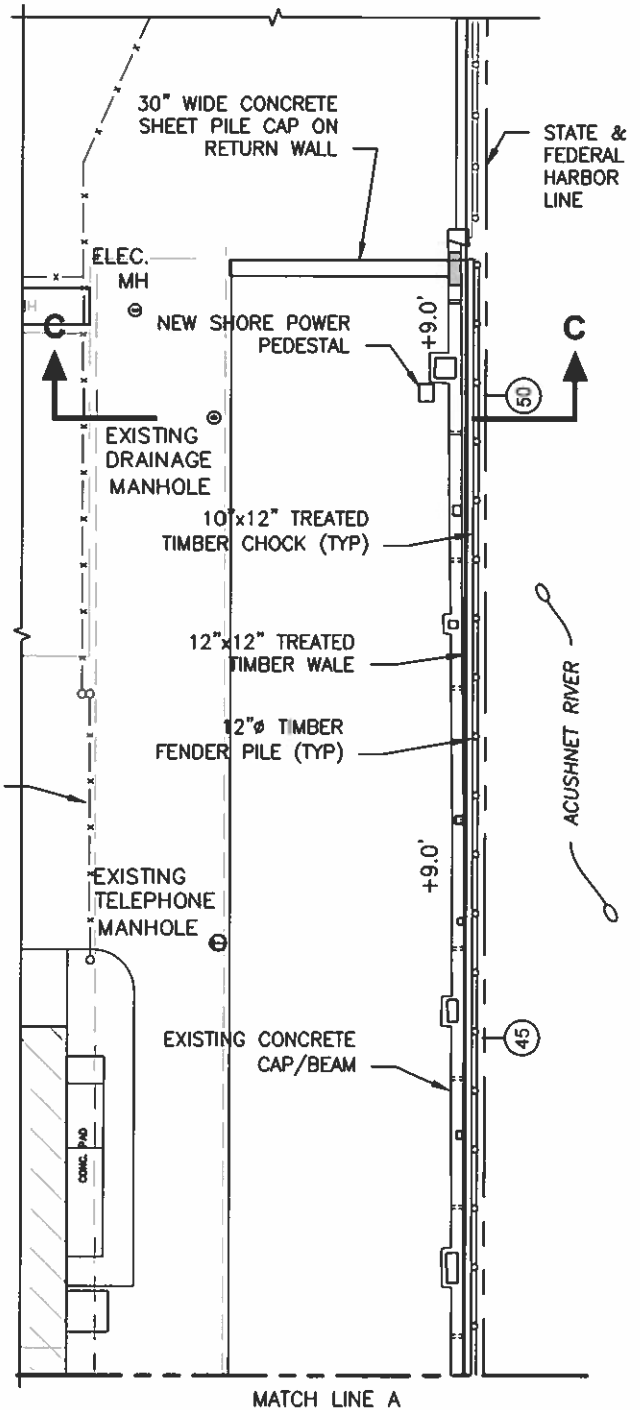 30" WIDE CONCRETE
SHEET PILE CAP ON
RETURN WALL
STATE &
FEDERAL
HARBOR
LINE
ELEC.
MH
H
C
NEW SHORE POWER
PEDESTAL
+9.0'
C
50
EXISTING
DRAINAGE
MANHOLE
10"x12" TREATED
TIMBER CHOCK (TYP)
12"x12" TREATED
TIMBER WALE
12"ø TIMBER
FENDER PILE (TYP)
ACUSHNET RIVER
+9.0'
EXISTING
TELEPHONE
MANHOLE
EXISTING CONCRETE
CAP/BEAM
45
CONC. PAD
MATCH LINE A